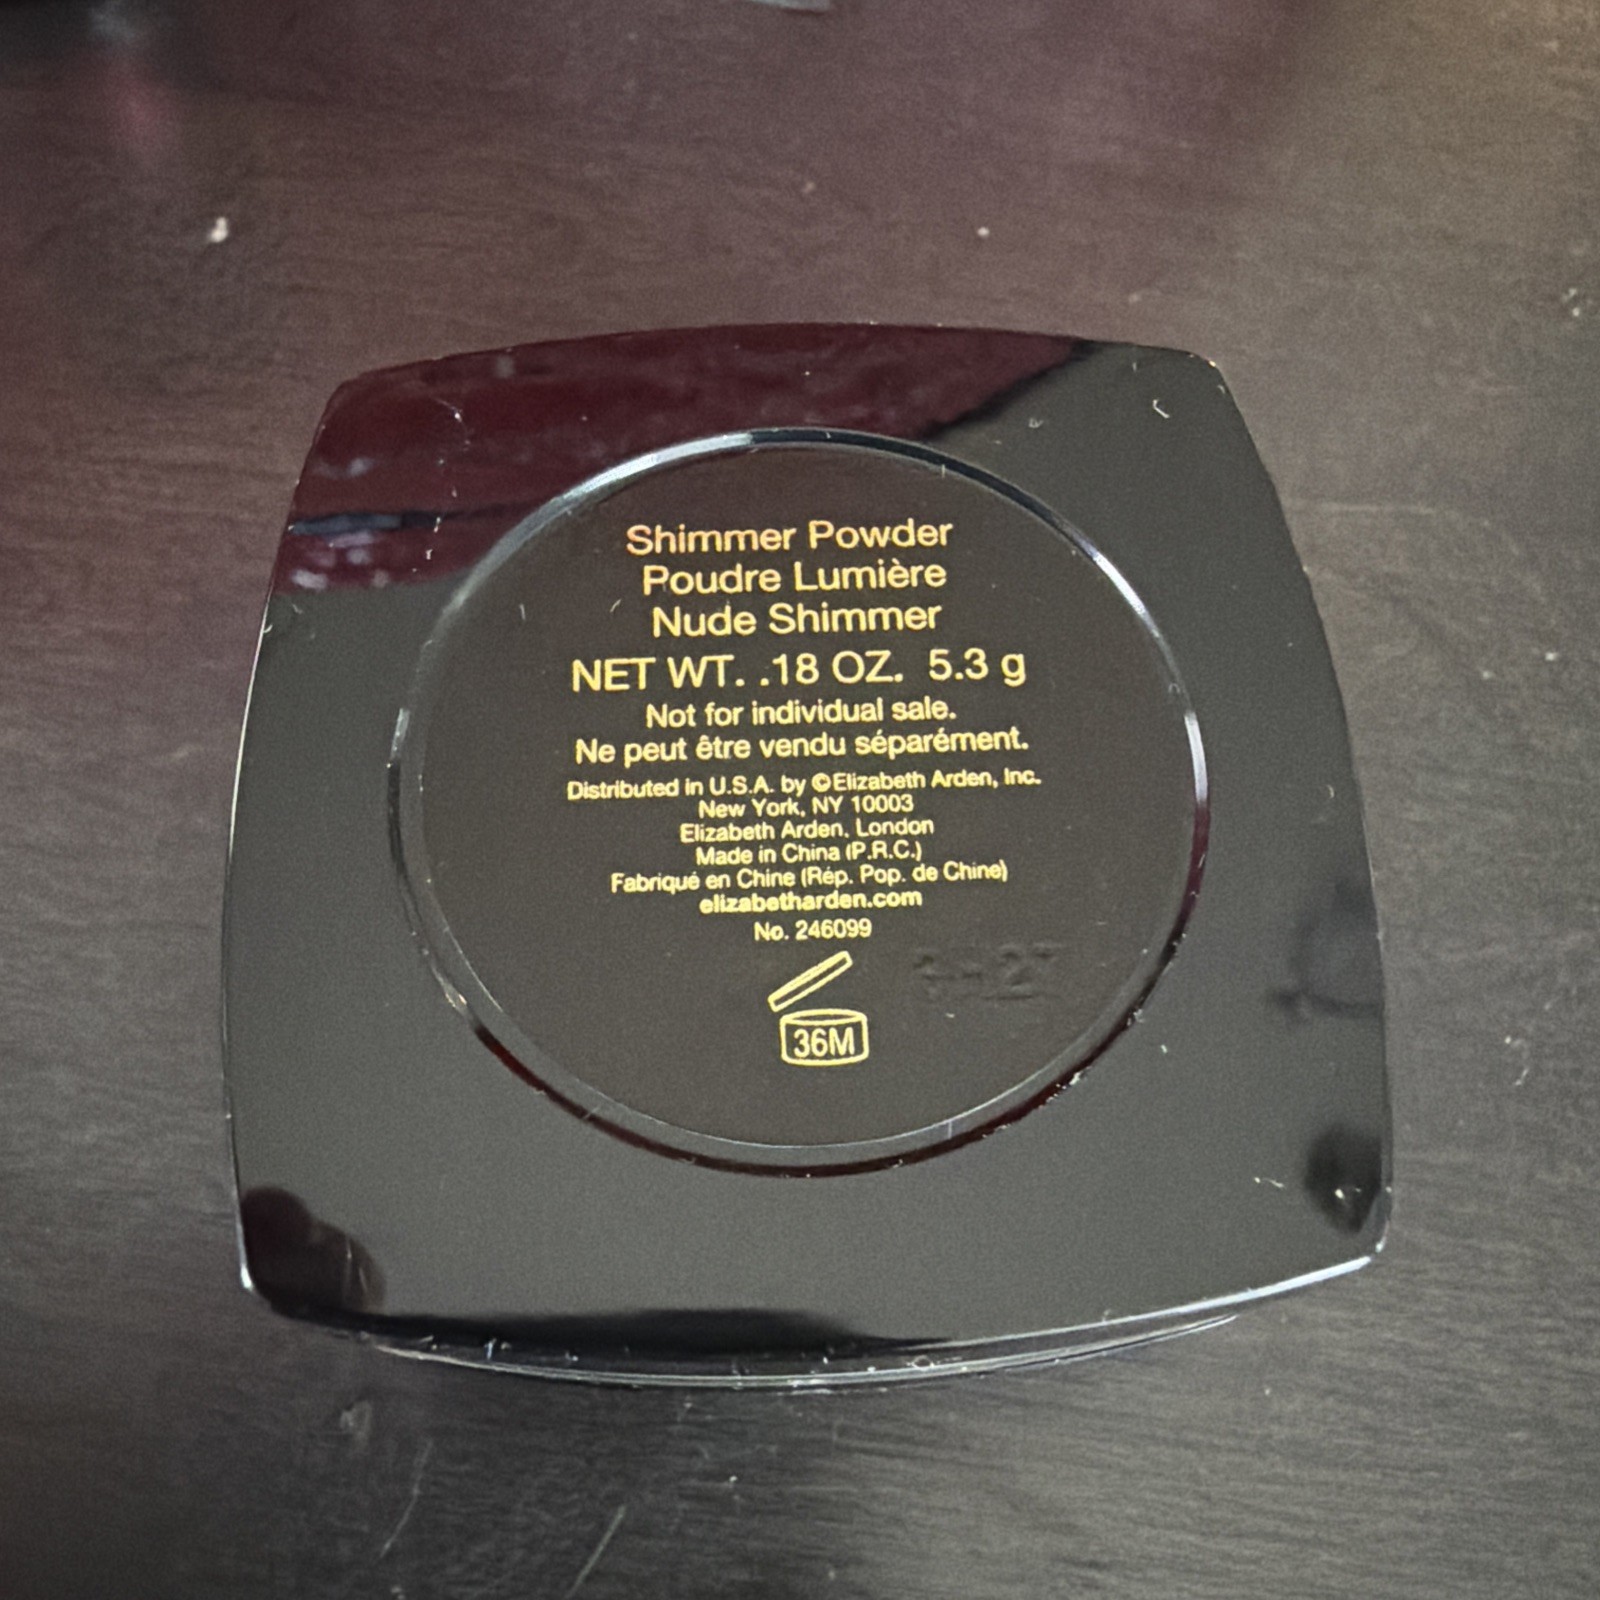 Shimmer Powder
Poudre Lumière
Nude Shimmer
NET WT. .18 OZ. 5.3 g
Not for individual sale.
Ne peut être vendu séparément.
Distributed in U.S.A. by ©Elizabeth Arden, Inc.
New York, NY 10003
Elizabeth Arden, London
Made in China (P.R.C.)
Fabriqué en Chine (Rép. Pop. de Chine)
elizabetharden.com
No. 246099
36M